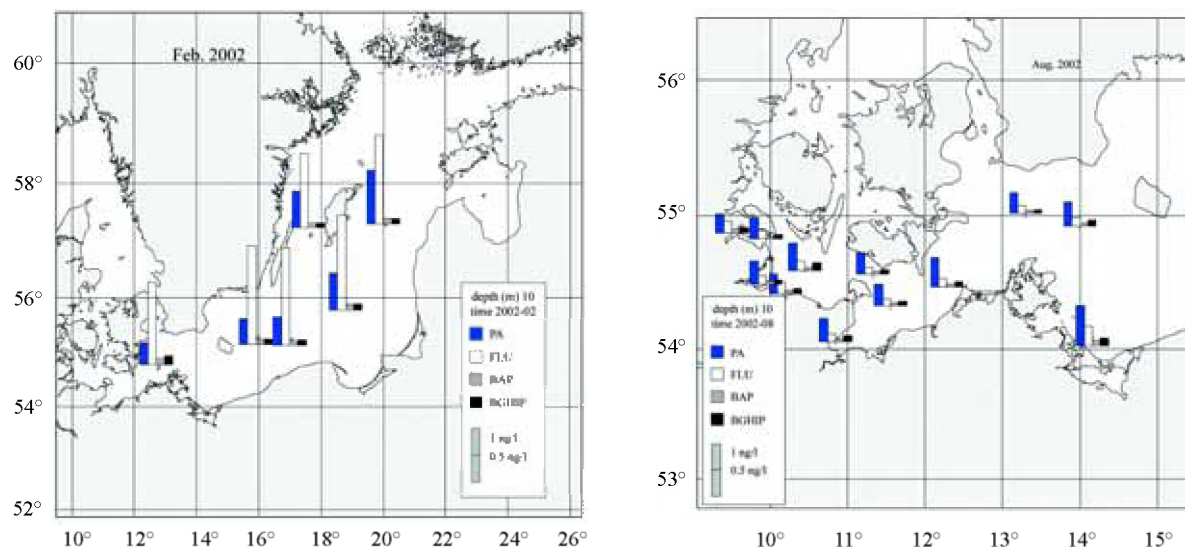 Feb. 2002
60°
58°
56°
54°
52°
depth (m) 10
time 2002-02
PA
FLU
BAP
BGHIP
1 ng/l
0.5 ng/l
10° 12° 14° 16° 18° 20° 22° 24° 26°
Aug. 2002
56°
55°
54°
53°
depth (m) 10
time 2002-08
PA
FLU
BAP
BGHIP
1 ng/l
0.5 ng/l
10° 11° 12° 13° 14° 15°